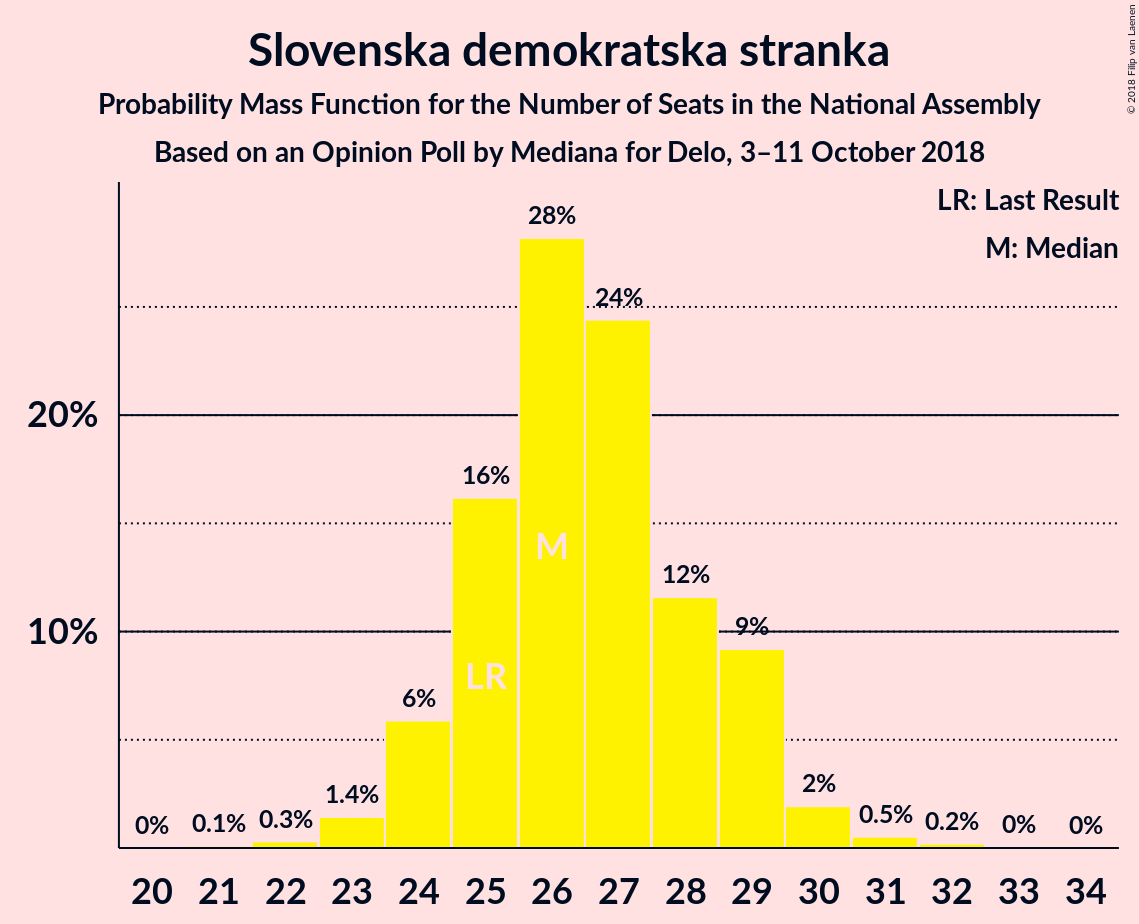 Slovenska demokratska stranka
Probability Mass Function for the Number of Seats in the National Assembly
Based on an Opinion Poll by Mediana for Delo, 3–11 October 2018
© 2018 Filip van Laenen
LR: Last Result
M: Median
28%
24%
20%
16%
M
12%
10%
9%
LR
6%
2%
1.4%
0% 0.1% 0.3% 0.5% 0.2% 0% 0%
20 21 22 23 24 25 26 27 28 29 30 31 32 33 34